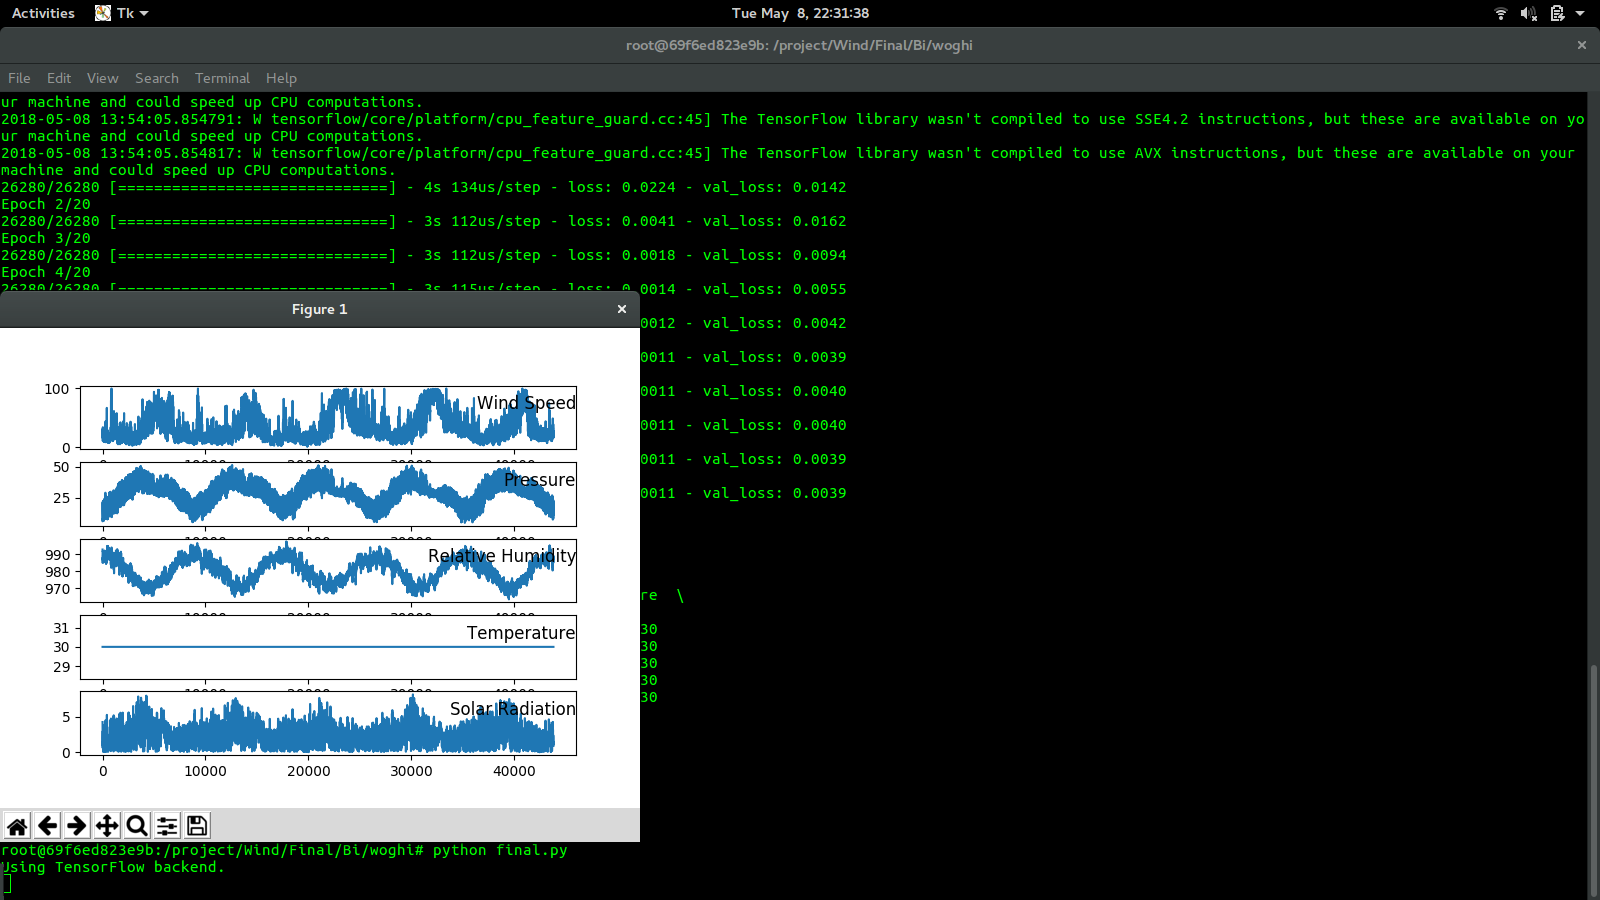 Activities Tk Tue May 8, 22:31:38
root@69f6ed823e9b: /project/Wind/Final/Bi/woghi
File Edit View Search Terminal Help
ur machine and could speed up CPU computations.
2018-05-08 13:54:05.854791: W tensorflow/core/platform/cpu_feature_guard.cc:45] The TensorFlow library wasn't compiled to use SSE4.2 instructions, but these are available on yo
ur machine and could speed up CPU computations.
2018-05-08 13:54:05.854817: W tensorflow/core/platform/cpu_feature_guard.cc:45] The TensorFlow library wasn't compiled to use AVX instructions, but these are available on your
machine and could speed up CPU computations.
26280/26280 [==============================] - 4s 134us/step - loss: 0.0224 - val_loss: 0.0142
Epoch 2/20
26280/26280 [==============================] - 3s 112us/step - loss: 0.0041 - val_loss: 0.0162
Epoch 3/20
26280/26280 [==============================] - 3s 112us/step - loss: 0.0018 - val_loss: 0.0094
Epoch 4/20
26280/26280 [==============================] - 3s 115us/step - loss: 0.0014 - val_loss: 0.0055
0012 - val_loss: 0.0042
0011 - val_loss: 0.0039
0011 - val_loss: 0.0040
0011 - val_loss: 0.0040
0011 - val_loss: 0.0039
0011 - val_loss: 0.0039
re \
30
30
30
30
30
Figure 1
100
Wind Speed
0
10000 20000 30000 40000
50
Pressure
25
990
Relative Humidity
980
970
31
Temperature
30
29
Solar Radiation
5
0
0 10000 20000 30000 40000
root@69f6ed823e9b:/project/Wind/Final/Bi/woghi# python final.py
Using TensorFlow backend.